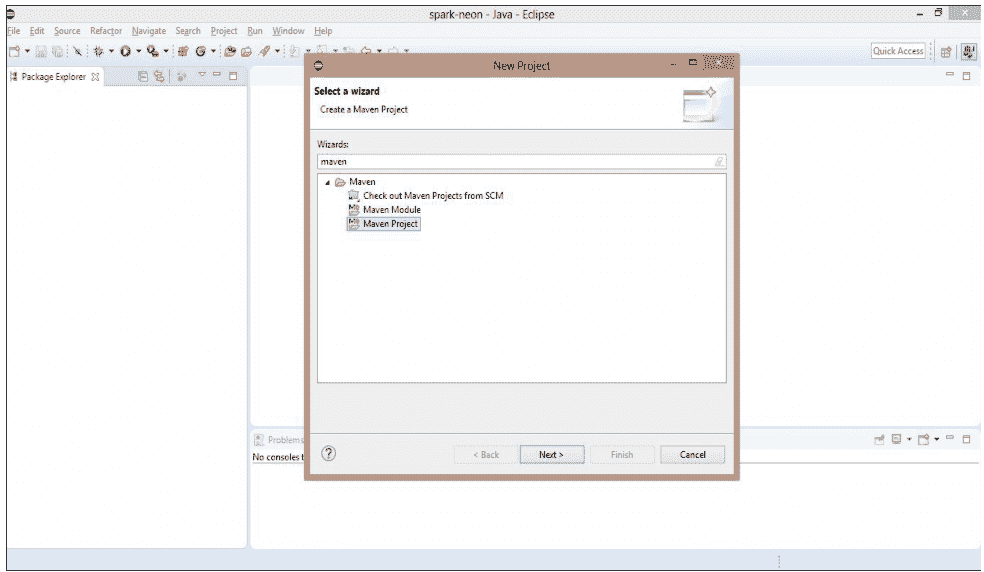 spark-neon - Java - Eclipse
File Edit Source Refactor Navigate Search Project Run Window Help
Quick Access
Package Explorer
New Project
Select a wizard
Create a Maven Project
Wizards:
maven
Maven
Check out Maven Projects from SCM
Maven Module
Maven Project
Problems
No consoles t
? < Back Next > Finish Cancel